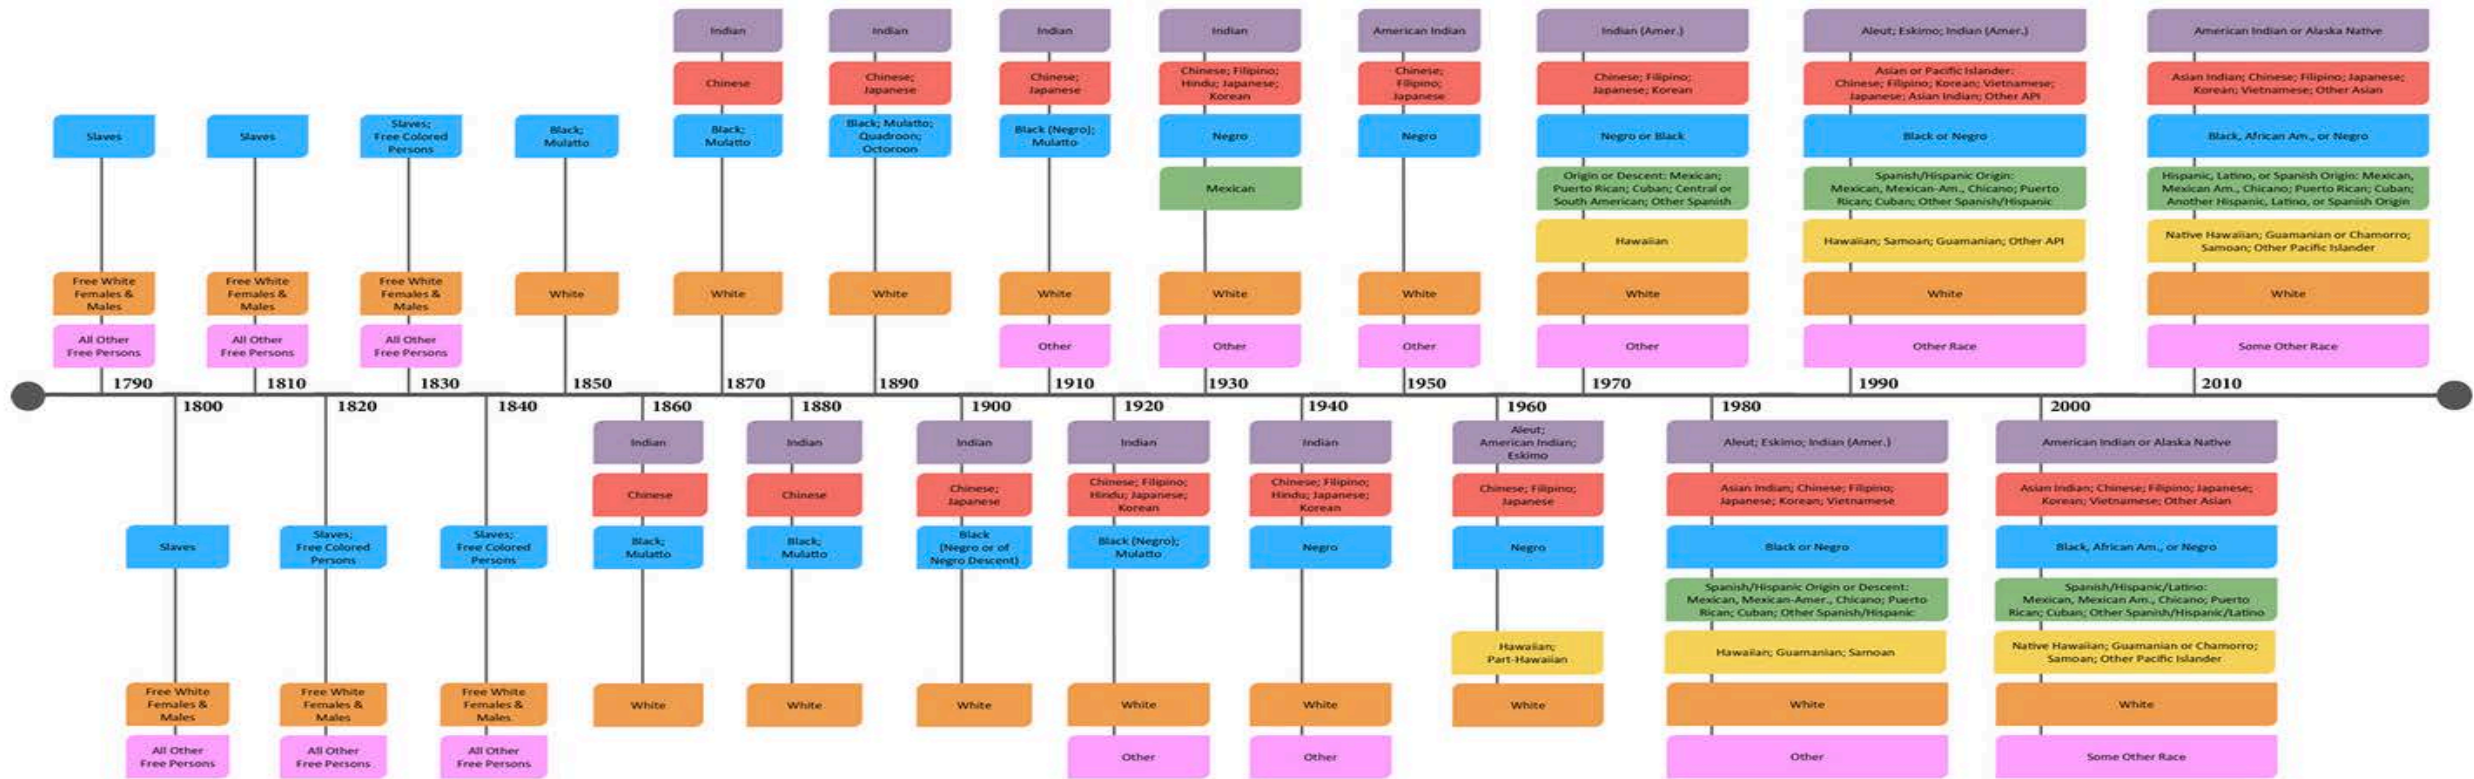 Indian
Chinese
Black;
Mulatto
White
Indian
Chinese;
Japanese
Black; Mulatto;
Quadroon;
Octoroon
White
Indian
Chinese;
Japanese
Black (Negro);
Mulatto
White
Other
Indian
Chinese; Filipino;
Hindu; Japanese;
Korean
Negro
Mexican
White
Other
American Indian
Chinese;
Filipino;
Japanese
Negro
White
Other
Indian (Amer.)
Chinese; Filipino;
Japanese; Korean
Negro or Black
Origin or Descent: Mexican;
Puerto Rican; Cuban; Central or
South American; Other Spanish
Hawaiian
White
Other
Aleut; Eskimo; Indian (Amer.)
Asian or Pacific Islander:
Chinese; Filipino; Korean; Vietnamese;
Japanese; Asian Indian; Other API
Black or Negro
Spanish/Hispanic Origin:
Mexican, Mexican-Am., Chicano; Puerto
Rican; Cuban; Other Spanish/Hispanic
Hawaiian; Samoan; Guamanian; Other API
White
Other Race
American Indian or Alaska Native
Asian Indian; Chinese; Filipino; Japanese;
Korean; Vietnamese; Other Asian
Black, African Am., or Negro
Hispanic, Latino, or Spanish Origin: Mexican,
Mexican Am., Chicano; Puerto Rican; Cuban;
Another Hispanic, Latino, or Spanish Origin
Native Hawaiian; Guamanian or Chamorro;
Samoan; Other Pacific Islander
White
Some Other Race
Slaves
Free White
Females &
Males
All Other
Free Persons
Slaves
Free White
Females &
Males
All Other
Free Persons
Slaves;
Free Colored
Persons
Free White
Females &
Males
All Other
Free Persons
Black;
Mulatto
White
1790
1810
1830
1850
1870
1890
1910
1930
1950
1970
1990
2010
1800
1820
1840
1860
1880
1900
1920
1940
1960
1980
2000
Slaves
Free White
Females &
Males
All Other
Free Persons
Slaves;
Free Colored
Persons
Free White
Females &
Males
All Other
Free Persons
Slaves;
Free Colored
Persons
Free White
Females &
Males
All Other
Free Persons
Indian
Chinese
Black;
Mulatto
White
Indian
Chinese
Black;
Mulatto
White
Indian
Chinese;
Japanese
Black
(Negro or of
Negro Descent)
White
Indian
Chinese; Filipino;
Hindu; Japanese;
Korean
Black (Negro);
Mulatto
White
Other
Indian
Chinese; Filipino;
Hindu; Japanese;
Korean
Negro
White
Other
Aleut;
American Indian;
Eskimo
Chinese; Filipino;
Japanese
Negro
Hawaiian;
Part-Hawaiian
White
Aleut; Eskimo; Indian (Amer.)
Asian Indian; Chinese; Filipino;
Japanese; Korean; Vietnamese
Black or Negro
Spanish/Hispanic Origin or Descent:
Mexican, Mexican-Amer., Chicano; Puerto
Rican; Cuban; Other Spanish/Hispanic
Hawaiian; Guamanian; Samoan
White
Other
American Indian or Alaska Native
Asian Indian; Chinese; Filipino; Japanese;
Korean; Vietnamese; Other Asian
Black, African Am., or Negro
Spanish/Hispanic/Latino:
Mexican, Mexican Am., Chicano; Puerto
Rican; Cuban; Other Spanish/Hispanic/Latino
Native Hawaiian; Guamanian or Chamorro;
Samoan; Other Pacific Islander
White
Some Other Race